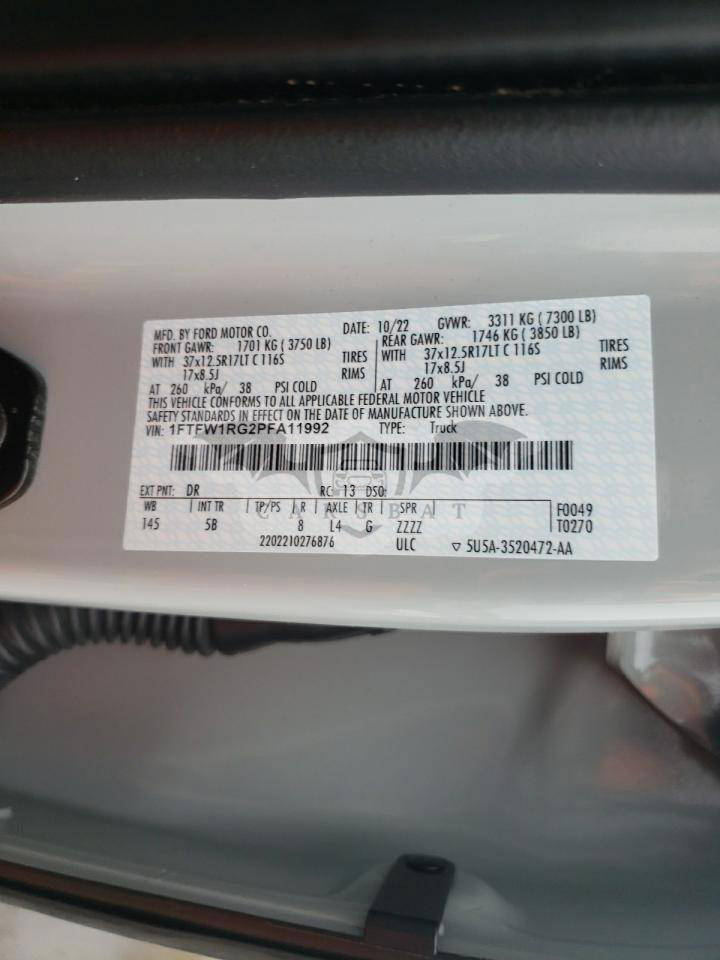 MFD. BY FORD MOTOR CO. DATE: 10/22 GVWR: 3311 KG ( 7300 LB)
FRONT GAWR: 1701 KG ( 3750 LB) REAR GAWR: 1746 KG ( 3850 LB)
WITH 37x12.5R17LT C 116S TIRES WITH 37x12.5R17LT C 116S TIRES
17x8.5J RIMS 17x8.5J RIMS
AT 260 kPa/ 38 PSI COLD AT 260 kPa/ 38 PSI COLD
THIS VEHICLE CONFORMS TO ALL APPLICABLE FEDERAL MOTOR VEHICLE
SAFETY STANDARDS IN EFFECT ON THE DATE OF MANUFACTURE SHOWN ABOVE.
VIN: 1FTFW1RG2PFA11992 TYPE: Truck
EXT PNT: DR RC: 13 DSO:
WB INT TR TP/PS R AXLE TR SPR F0049
145 5B 8 L4 G ZZZZ T0270
2202210276876 ULC ▽ 5U5A-3520472-AA
CARSBAT